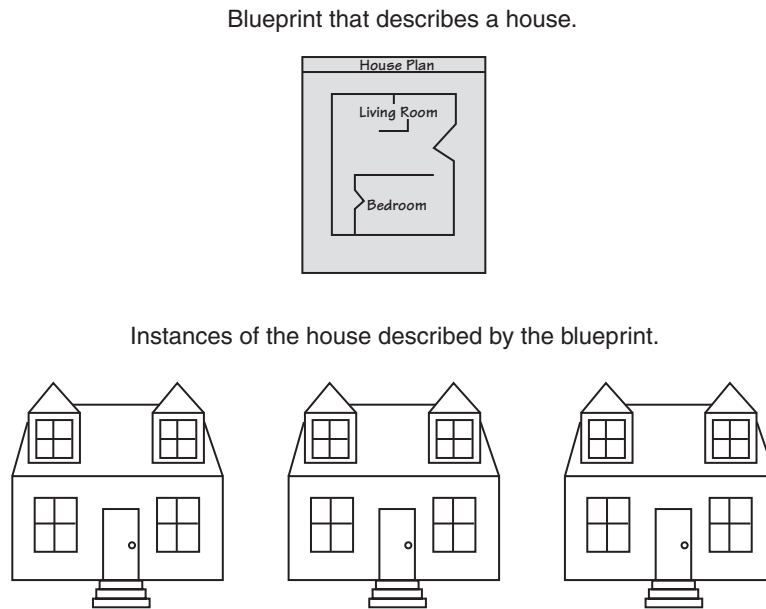 Blueprint that describes a house.
House Plan
Living Room
Bedroom
Instances of the house described by the blueprint.